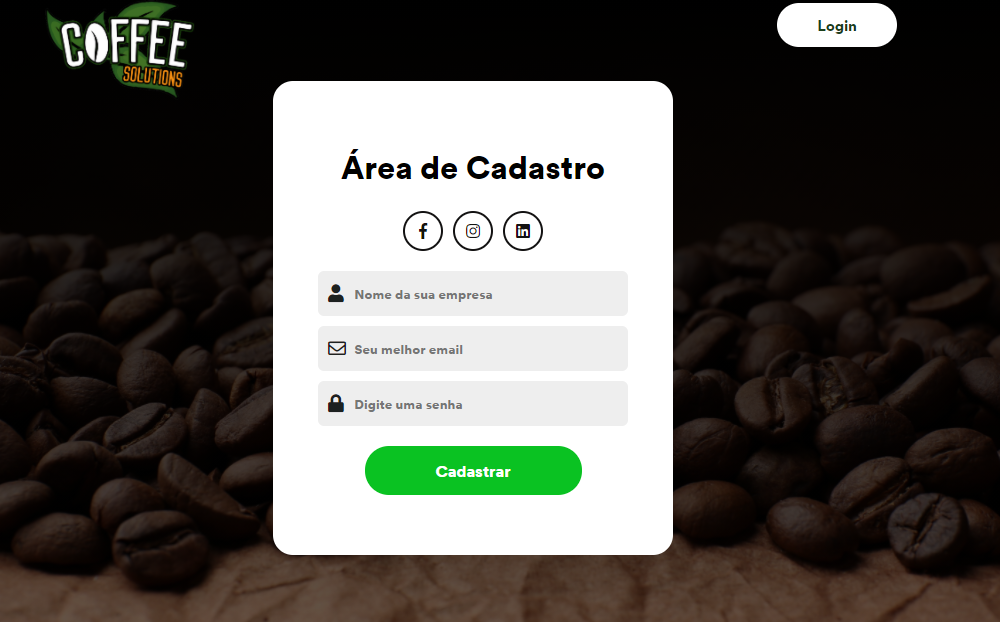 COFFEE
SOLUTIONS
Login
Área de Cadastro
Nome da sua empresa
Seu melhor email
Digite uma senha
Cadastrar